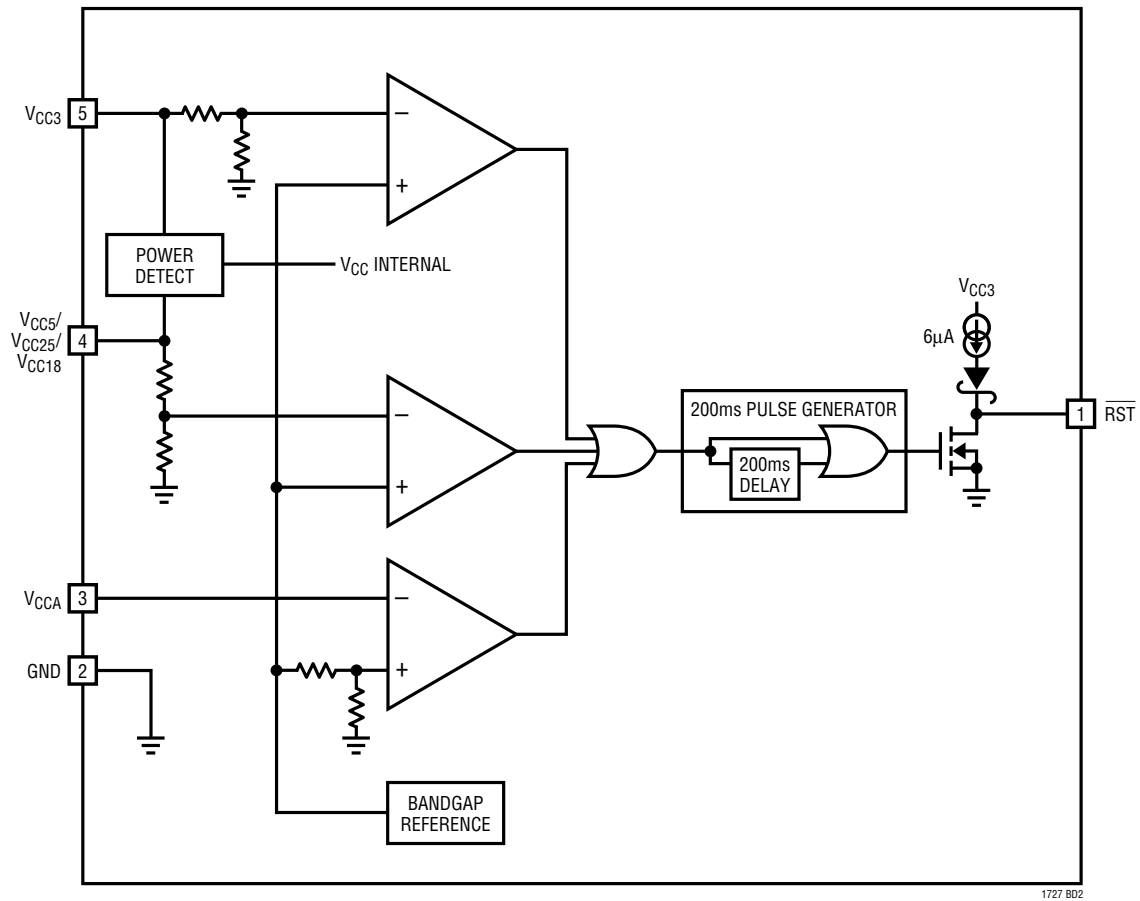 VCC3
5
−
+
POWER
DETECT
VCC INTERNAL
VCC5/
VCC25/
VCC18
4
−
+
VCC3
6µA
200ms PULSE GENERATOR
200ms
DELAY
1
RST
VCCA
3
−
+
GND
2
BANDGAP
REFERENCE
1727 BD2